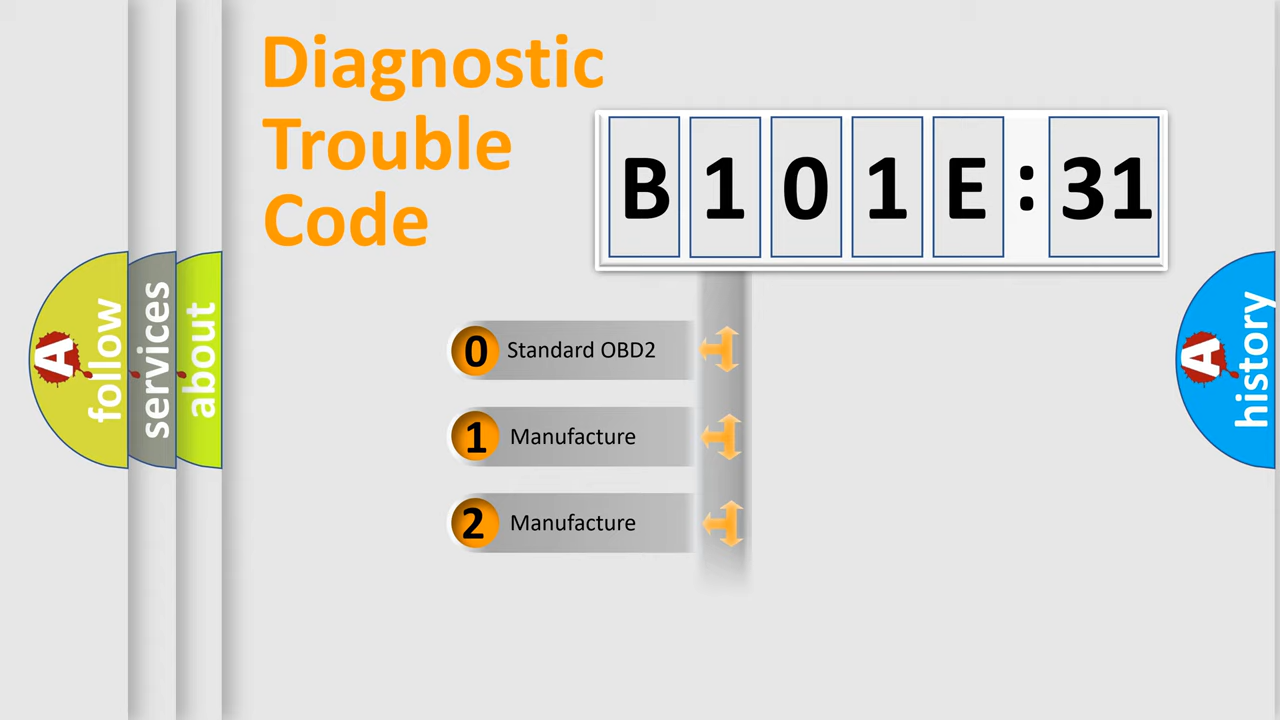 Diagnostic
Trouble
Code
B 1 0 1 E : 31
0 Standard OBD2
1 Manufacture
2 Manufacture
A follow
services
about
A history